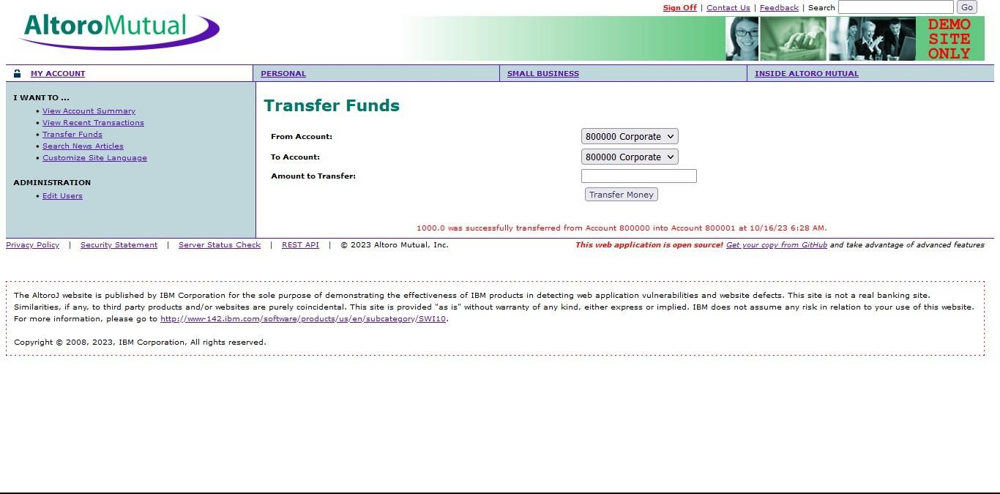 Sign Off | Contact Us | Feedback | Search Go
AltoroMutual
DEMO
SITE
ONLY
MY ACCOUNT PERSONAL SMALL BUSINESS INSIDE ALTORO MUTUAL
I WANT TO ...
• View Account Summary
• View Recent Transactions
• Transfer Funds
• Search News Articles
• Customize Site Language
ADMINISTRATION
• Edit Users
Transfer Funds
From Account: 800000 Corporate
To Account: 800000 Corporate
Amount to Transfer:
Transfer Money
1000.0 was successfully transferred from Account 800000 into Account 800001 at 10/16/23 6:28 AM.
Privacy Policy | Security Statement | Server Status Check | REST API | © 2023 Altoro Mutual, Inc. This web application is open source! Get your copy from GitHub and take advantage of advanced features
The AltoroJ website is published by IBM Corporation for the sole purpose of demonstrating the effectiveness of IBM products in detecting web application vulnerabilities and website defects. This site is not a real banking site.
Similarities, if any, to third party products and/or websites are purely coincidental. This site is provided "as is" without warranty of any kind, either express or implied. IBM does not assume any risk in relation to your use of this website.
For more information, please go to http://www-142.ibm.com/software/products/us/en/subcategory/SWI10.
Copyright © 2008, 2023, IBM Corporation, All rights reserved.